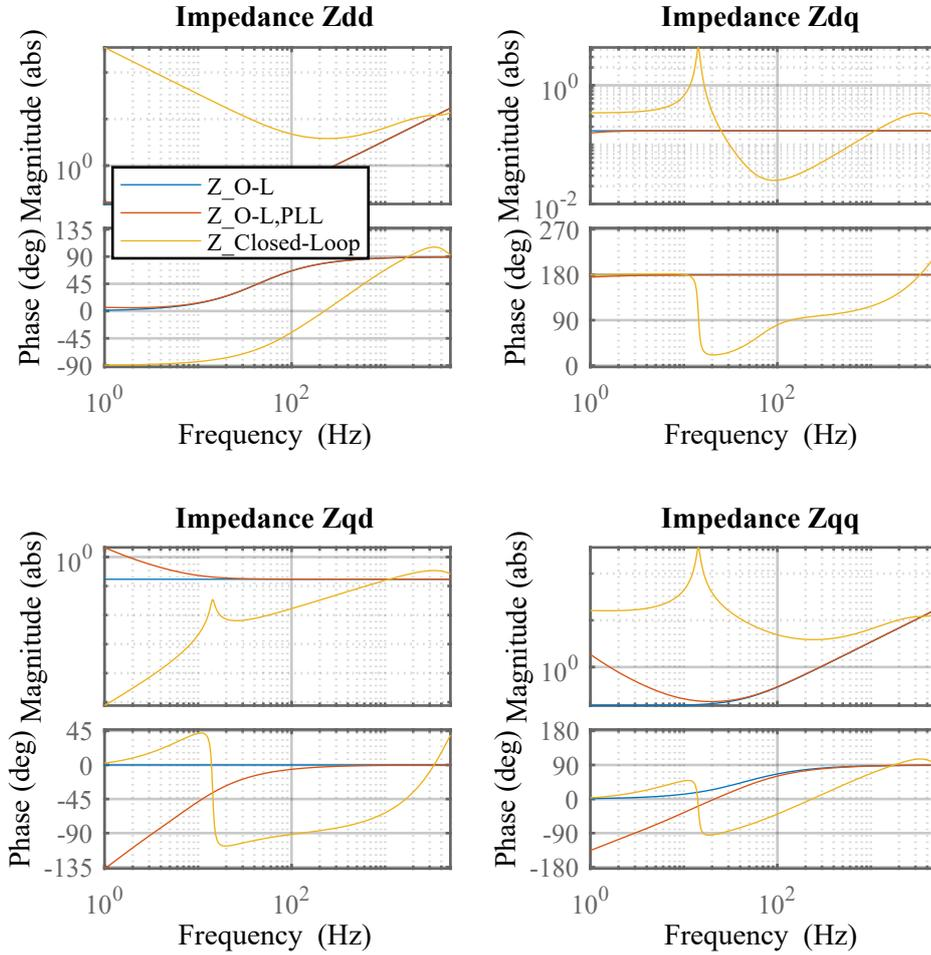 Impedance Zdd
Magnitude (abs)
10^0
Z_O-L
Z_O-L,PLL
Z_Closed-Loop
Phase (deg)
135
90
45
0
-45
-90
10^0 10^2
Frequency (Hz)
Impedance Zdq
Magnitude (abs)
10^0
10^-2
Phase (deg)
270
180
90
0
10^0 10^2
Frequency (Hz)
Impedance Zqd
Magnitude (abs)
10^0
Phase (deg)
45
0
-45
-90
-135
10^0 10^2
Frequency (Hz)
Impedance Zqq
Magnitude (abs)
10^0
Phase (deg)
180
90
0
-90
-180
10^0 10^2
Frequency (Hz)